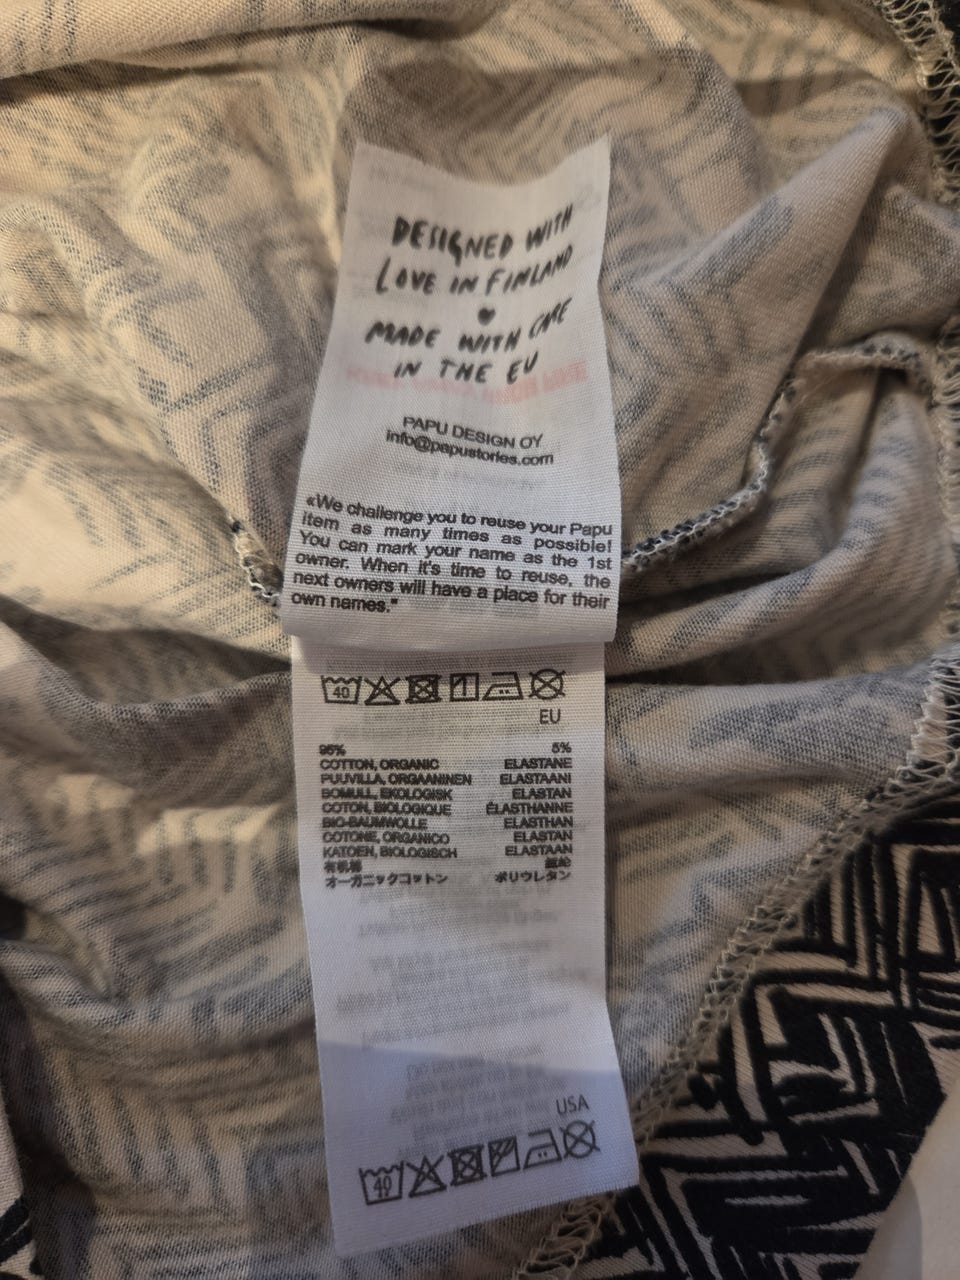 DESIGNED WITH
LOVE IN FINLAND
MADE WITH CARE
IN THE EU
PAPU DESIGN OY
info@papustories.com
«We challenge you to reuse your Papu
item as many times as possible!
You can mark your name as the 1st
owner. When it's time to reuse, the
next owners will have a place for their
own names."
40
EU
95% 5%
COTTON, ORGANIC ELASTANE
PUUVILLA, ORGAANINEN ELASTAANI
BOMULL, EKOLOGISK ELASTAN
COTON, BIOLOGIQUE ÉLASTHANNE
BIO-BAUMWOLLE ELASTHAN
COTONE, ORGANICO ELASTAN
KATOEN, BIOLOGISCH ELASTAAN
有机棉
オーガニックコットン ポリウレタン
USA
40